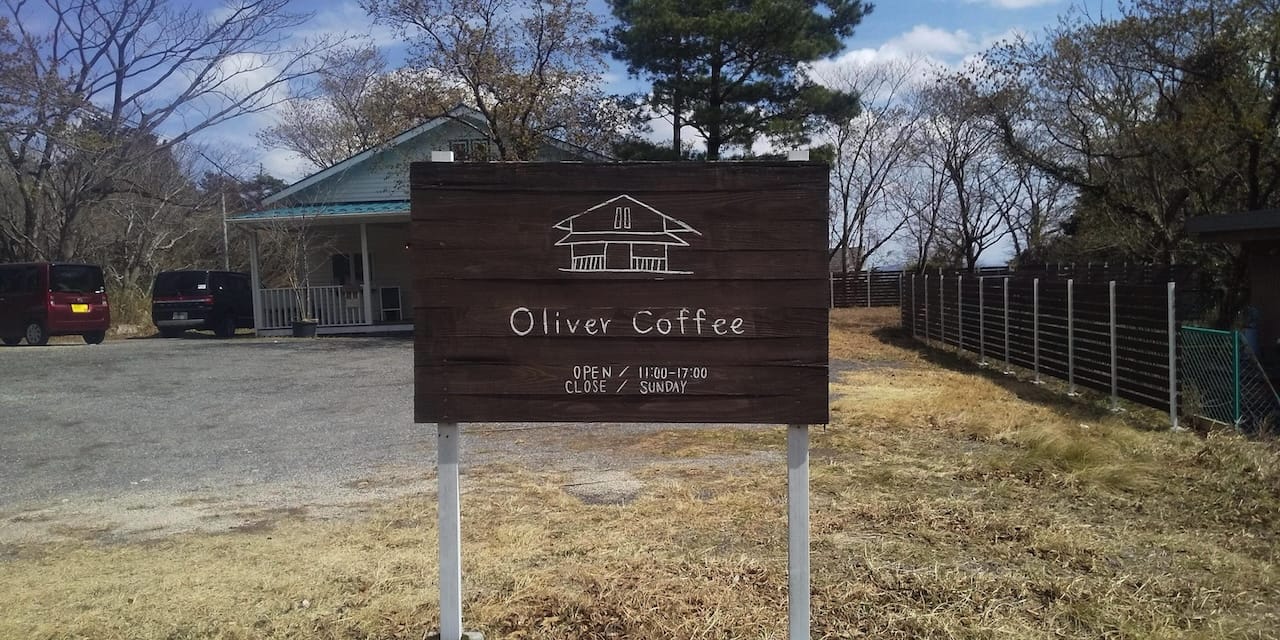 Oliver Coffee
OPEN / 11:00-17:00
CLOSE / SUNDAY